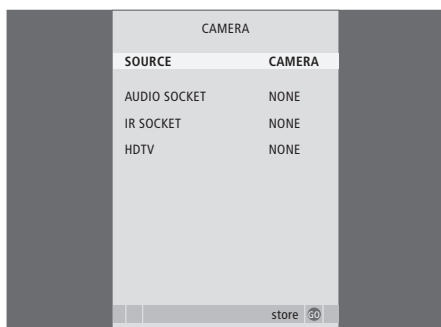 CAMERA
SOURCE CAMERA
AUDIO SOCKET NONE
IR SOCKET NONE
HDTV NONE
store GO